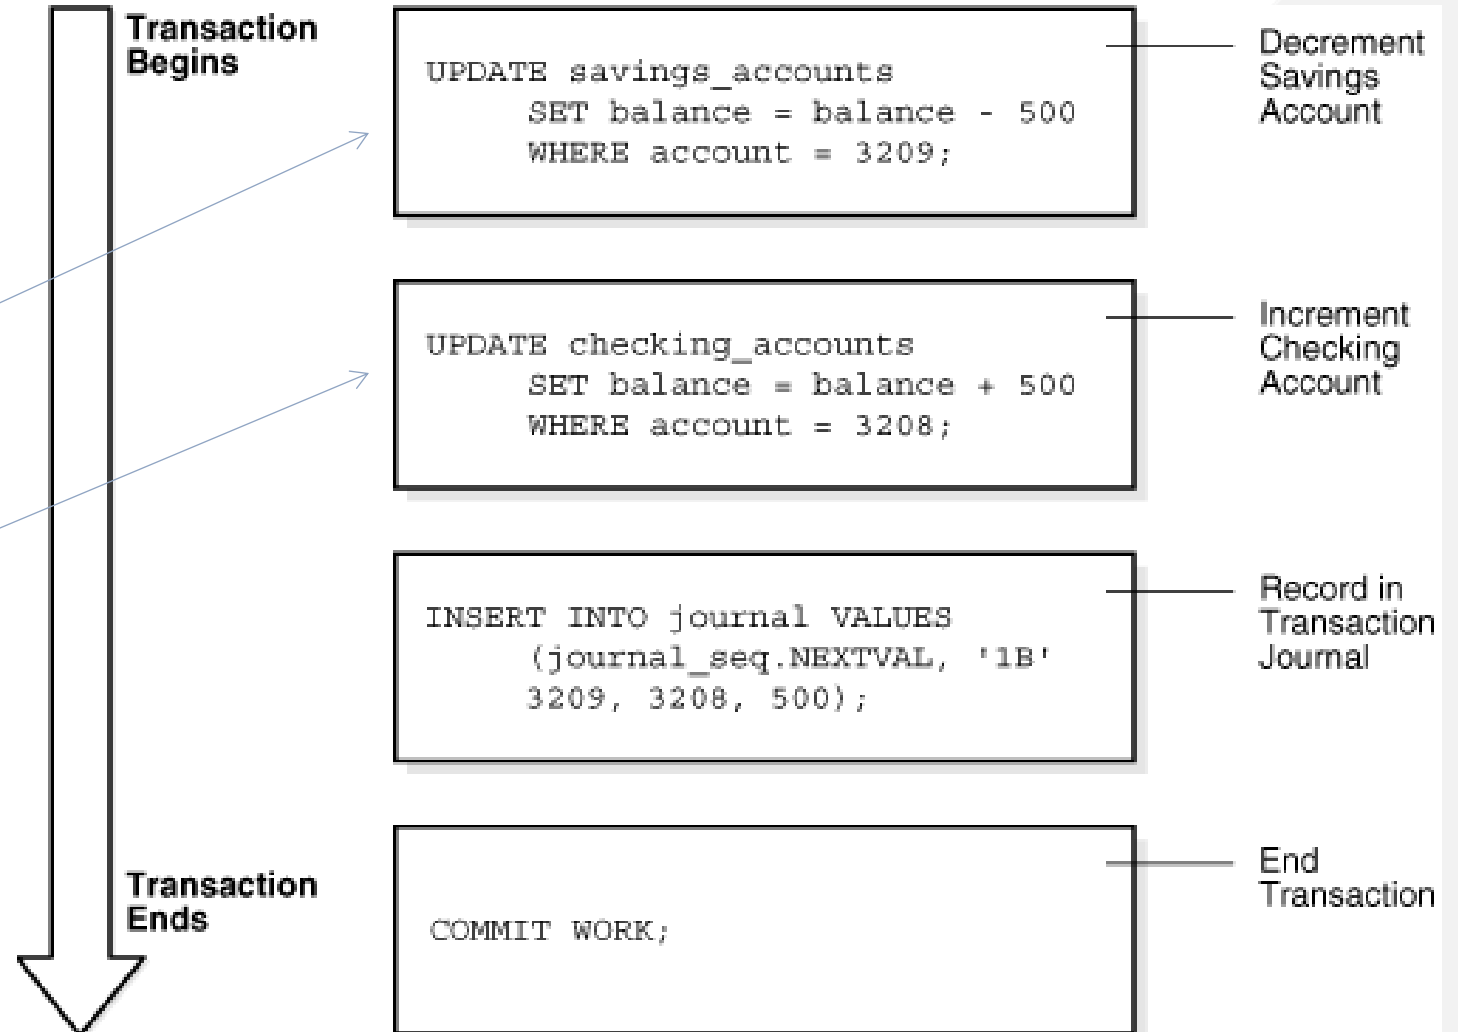 Transaction
Begins
UPDATE savings_accounts
SET balance = balance - 500
WHERE account = 3209;
Decrement
Savings
Account
UPDATE checking_accounts
SET balance = balance + 500
WHERE account = 3208;
Increment
Checking
Account
INSERT INTO journal VALUES
(journal_seq.NEXTVAL, '1B'
3209, 3208, 500);
Record in
Transaction
Journal
Transaction
Ends
COMMIT WORK;
End
Transaction